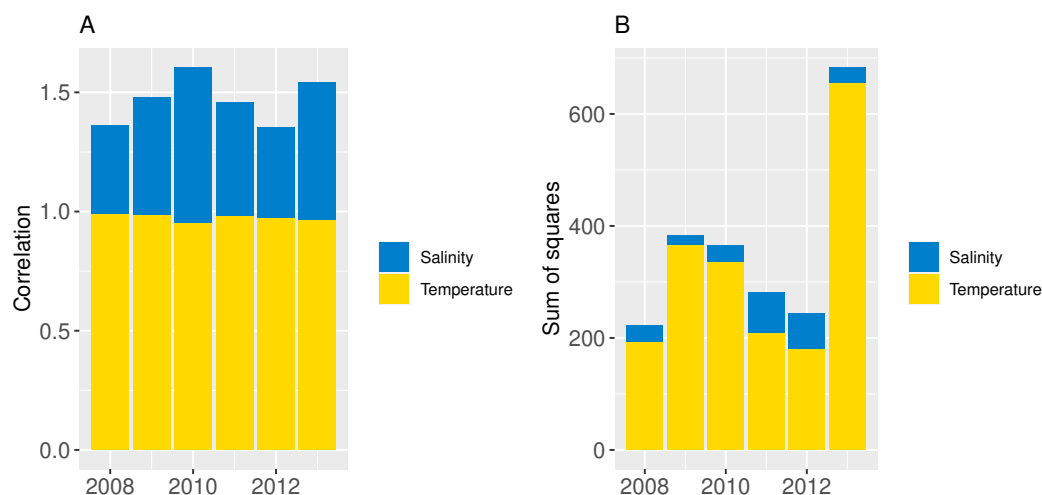 A
Correlation
1.5
1.0
0.5
0.0
2008 2010 2012
Salinity
Temperature
B
Sum of squares
600
400
200
0
2008 2010 2012
Salinity
Temperature